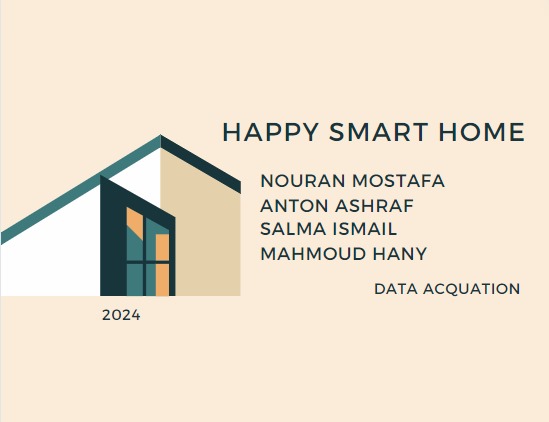 HAPPY SMART HOME
NOURAN MOSTAFA
ANTON ASHRAF
SALMA ISMAIL
MAHMOUD HANY
DATA ACQUATION
2024